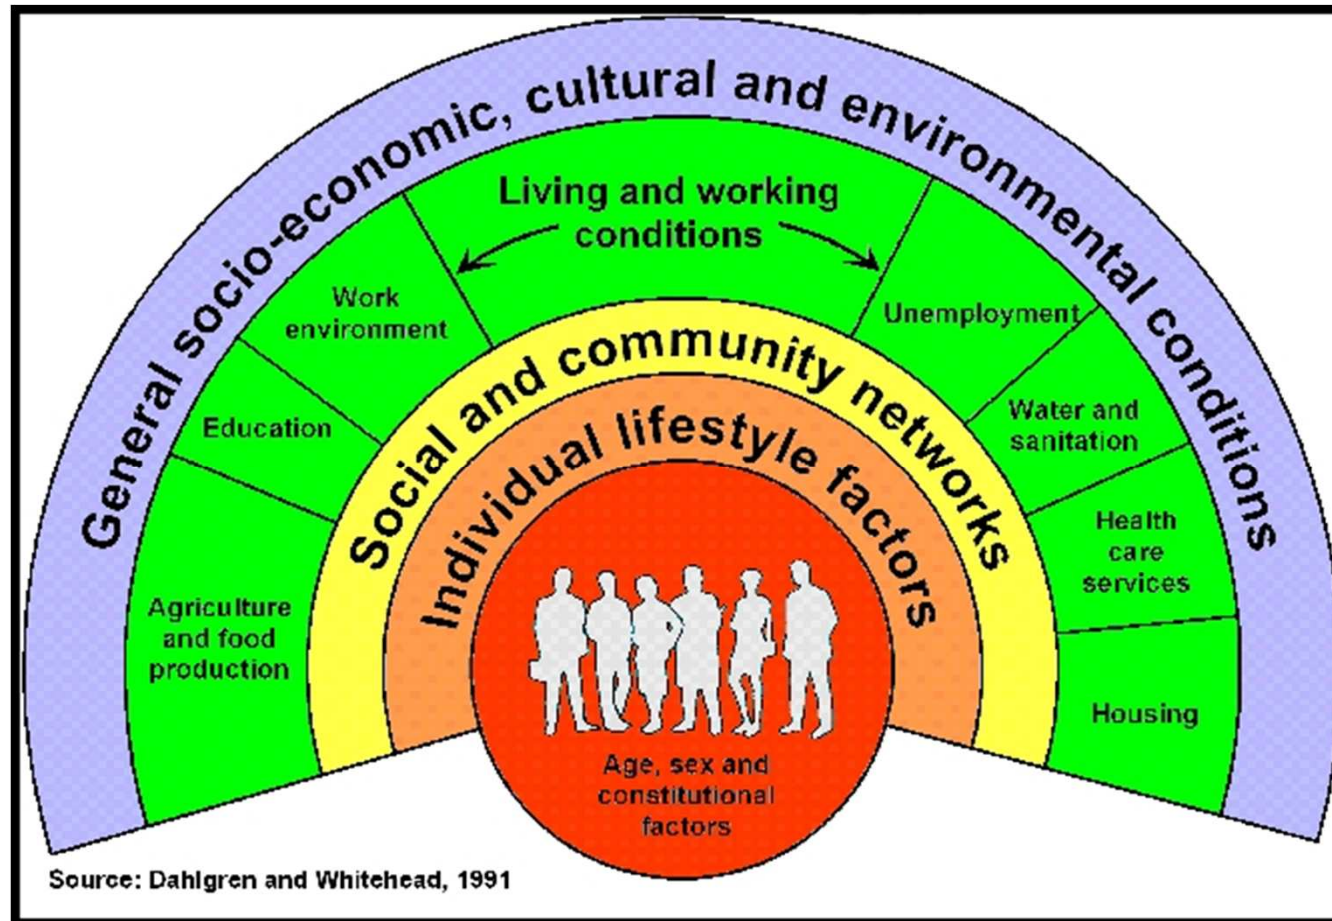 General socio-economic, cultural and environmental conditions
Living and working
conditions
Work
environment
Unemployment
Education
Water and
sanitation
Agriculture
and food
production
Health
care
services
Housing
Social and community networks
Individual lifestyle factors
Age, sex and
constitutional
factors
Source: Dahlgren and Whitehead, 1991